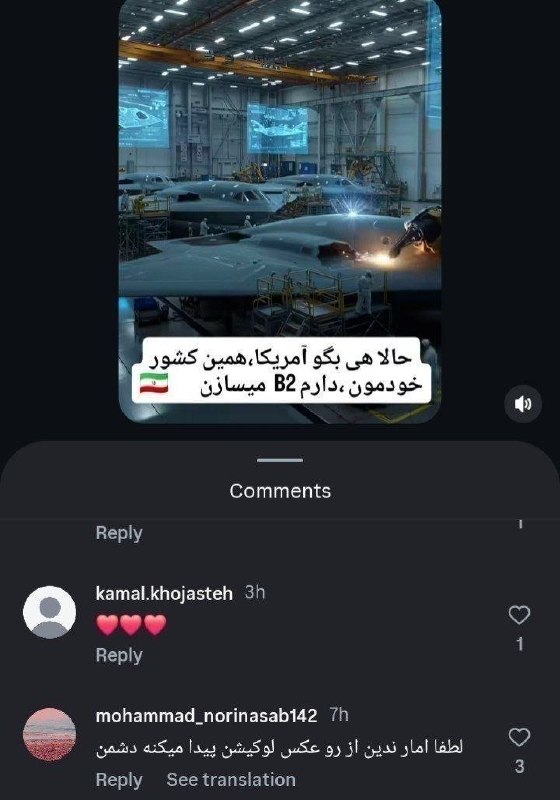 حالا هی بگو آمریکا،همین کشور
خودمون،دارم B2 میسازن 🇮🇷
Comments
Reply
1
kamal.khojasteh 3h
❤️❤️❤️
Reply
1
mohammad_norinasab142 7h
لطفا امار ندین از رو عکس لوکیشن پیدا میکنه دشمن
3
Reply See translation